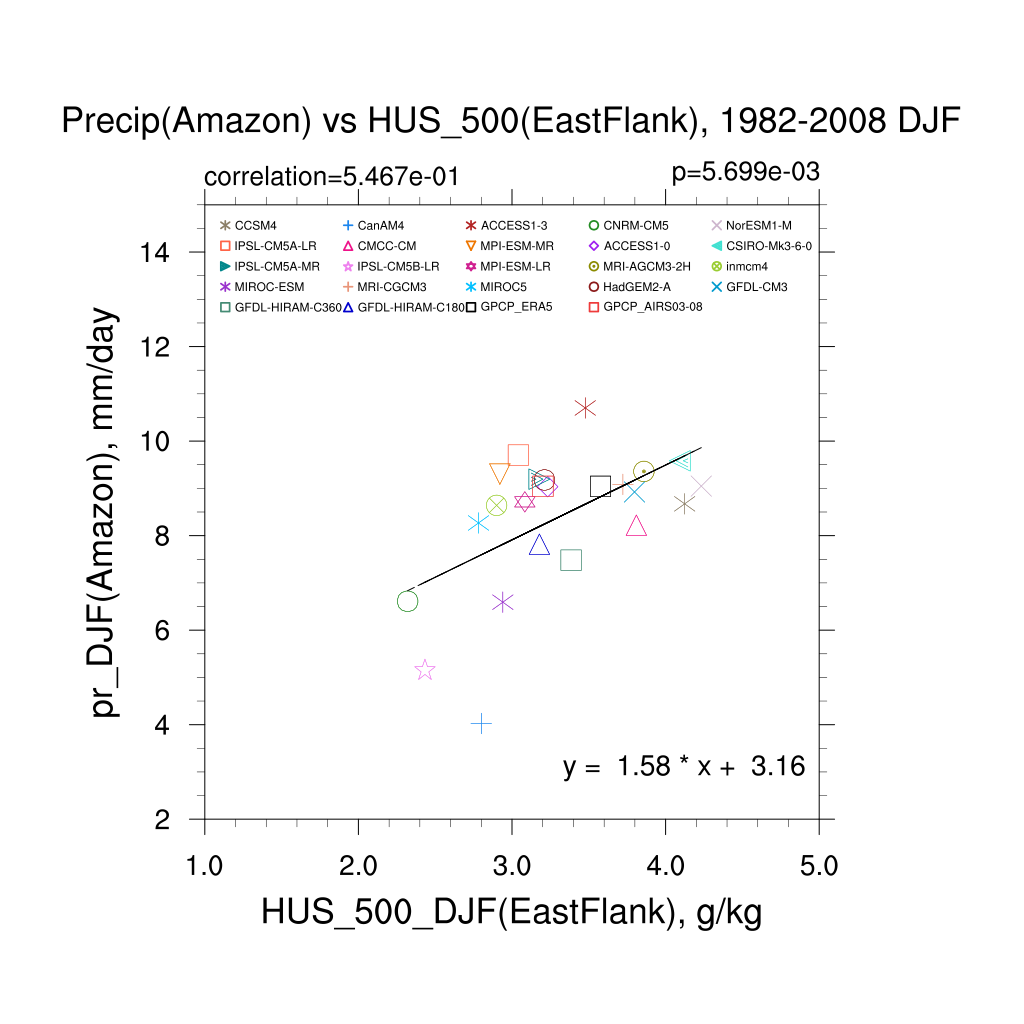 Precip(Amazon) vs HUS_500(EastFlank), 1982-2008 DJF
correlation=5.467e-01 p=5.699e-03
CCSM4 CanAM4 ACCESS1-3 CNRM-CM5 NorESM1-M
IPSL-CM5A-LR CMCC-CM MPI-ESM-MR ACCESS1-0 CSIRO-Mk3-6-0
IPSL-CM5A-MR IPSL-CM5B-LR MPI-ESM-LR MRI-AGCM3-2H inmcm4
MIROC-ESM MRI-CGCM3 MIROC5 HadGEM2-A GFDL-CM3
GFDL-HIRAM-C360 GFDL-HIRAM-C180 GPCP_ERA5 GPCP_AIRS03-08
14
12
10
8
6
4
2
pr_DJF(Amazon), mm/day
y = 1.58 * x + 3.16
1.0 2.0 3.0 4.0 5.0
HUS_500_DJF(EastFlank), g/kg